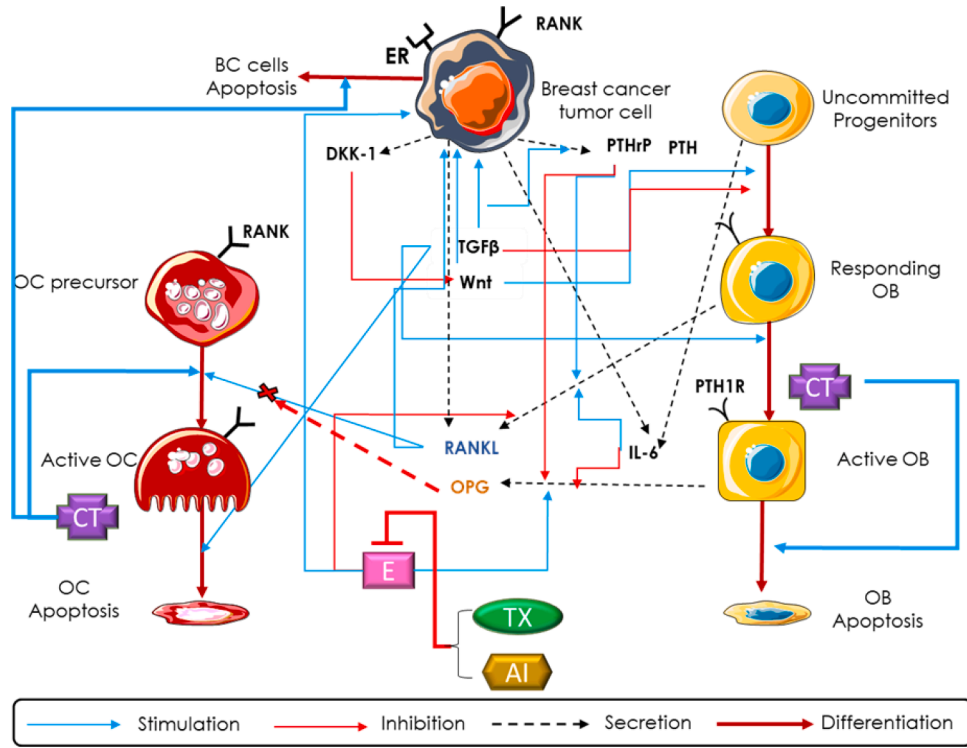 RANK
ER
BC cells
Apoptosis
Breast cancer
tumor cell
Uncommitted
Progenitors
DKK-1
PTHrP PTH
RANK
TGFβ
OC precursor
Wnt
Responding
OB
PTH1R
CT
Active OC
RANKL
IL-6
Active OB
OPG
CT
E
OC
Apoptosis
OB
Apoptosis
TX
AI
Stimulation
Inhibition
Secretion
Differentiation